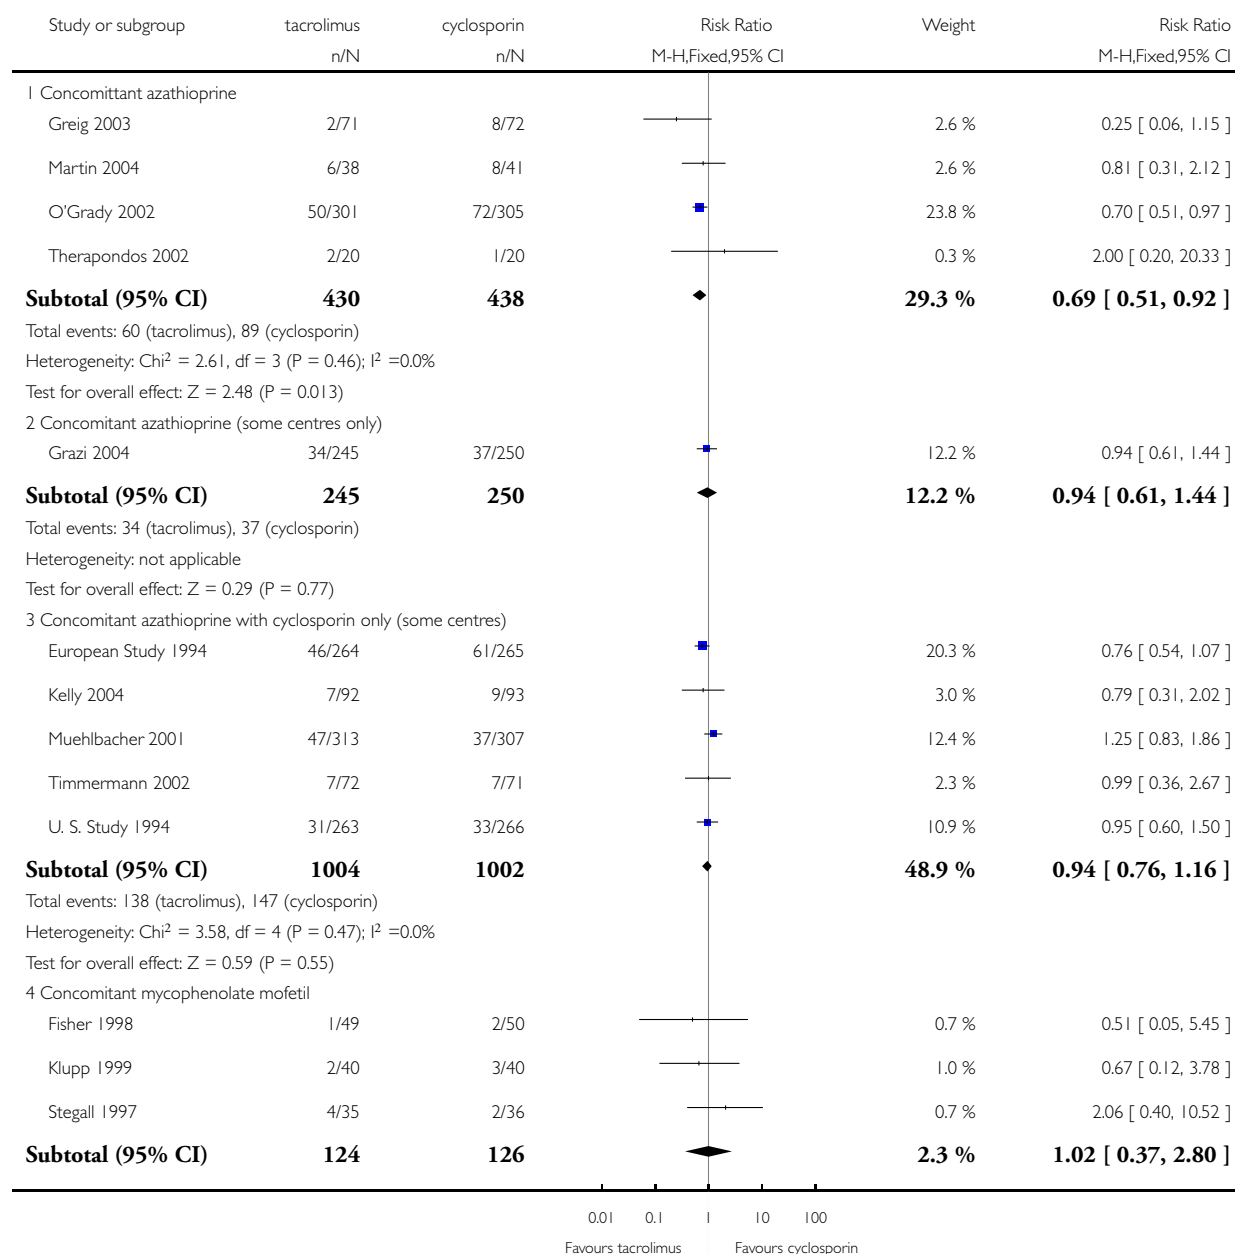 Study or subgroup tacrolimus cyclosporin Risk Ratio Weight Risk Ratio
n/N n/N M-H,Fixed,95% CI M-H,Fixed,95% CI
1 Concomittant azathioprine
Greig 2003 2/71 8/72 2.6 % 0.25 [ 0.06, 1.15 ]
Martin 2004 6/38 8/41 2.6 % 0.81 [ 0.31, 2.12 ]
O'Grady 2002 50/301 72/305 23.8 % 0.70 [ 0.51, 0.97 ]
Therapondos 2002 2/20 1/20 0.3 % 2.00 [ 0.20, 20.33 ]
Subtotal (95% CI) 430 438 29.3 % 0.69 [ 0.51, 0.92 ]
Total events: 60 (tacrolimus), 89 (cyclosporin)
Heterogeneity: Chi² = 2.61, df = 3 (P = 0.46); I² =0.0%
Test for overall effect: Z = 2.48 (P = 0.013)
2 Concomitant azathioprine (some centres only)
Grazi 2004 34/245 37/250 12.2 % 0.94 [ 0.61, 1.44 ]
Subtotal (95% CI) 245 250 12.2 % 0.94 [ 0.61, 1.44 ]
Total events: 34 (tacrolimus), 37 (cyclosporin)
Heterogeneity: not applicable
Test for overall effect: Z = 0.29 (P = 0.77)
3 Concomitant azathioprine with cyclosporin only (some centres)
European Study 1994 46/264 61/265 20.3 % 0.76 [ 0.54, 1.07 ]
Kelly 2004 7/92 9/93 3.0 % 0.79 [ 0.31, 2.02 ]
Muehlbacher 2001 47/313 37/307 12.4 % 1.25 [ 0.83, 1.86 ]
Timmermann 2002 7/72 7/71 2.3 % 0.99 [ 0.36, 2.67 ]
U. S. Study 1994 31/263 33/266 10.9 % 0.95 [ 0.60, 1.50 ]
Subtotal (95% CI) 1004 1002 48.9 % 0.94 [ 0.76, 1.16 ]
Total events: 138 (tacrolimus), 147 (cyclosporin)
Heterogeneity: Chi² = 3.58, df = 4 (P = 0.47); I² =0.0%
Test for overall effect: Z = 0.59 (P = 0.55)
4 Concomitant mycophenolate mofetil
Fisher 1998 1/49 2/50 0.7 % 0.51 [ 0.05, 5.45 ]
Klupp 1999 2/40 3/40 1.0 % 0.67 [ 0.12, 3.78 ]
Stegall 1997 4/35 2/36 0.7 % 2.06 [ 0.40, 10.52 ]
Subtotal (95% CI) 124 126 2.3 % 1.02 [ 0.37, 2.80 ]
0.01 0.1 1 10 100
Favours tacrolimus Favours cyclosporin